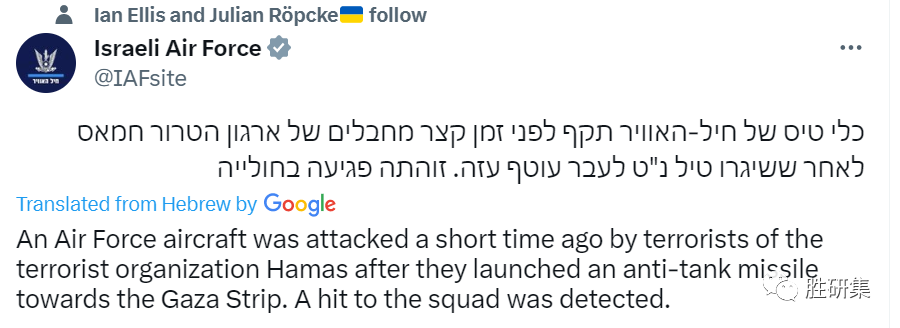 Ian Ellis and Julian Röpcke🇺🇦 follow
Israeli Air Force
@IAFsite
חיל האוויר
כלי טיס של חיל-האוויר תקף לפני זמן קצר מחבלים של ארגון הטרור חמאס
לאחר ששיגרו טיל נ"ט לעבר עוטף עזה. זוהתה פגיעה בחולייה
Translated from Hebrew by Google
An Air Force aircraft was attacked a short time ago by terrorists of the
terrorist organization Hamas after they launched an anti-tank missile
towards the Gaza Strip. A hit to the squad was detected.
胜研集